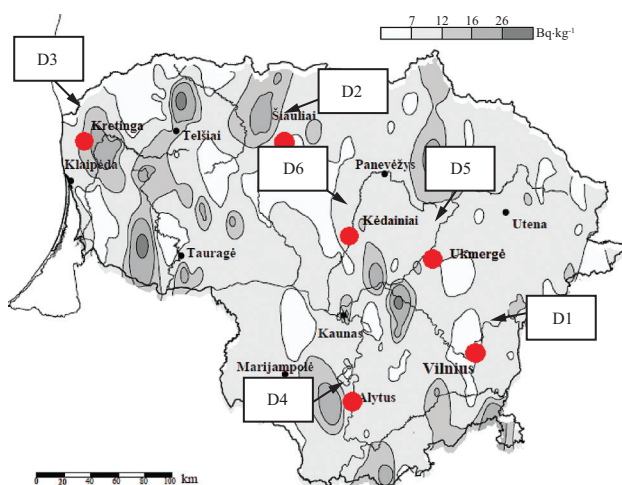 7 12 16 26
Bq·kg-1
D3
D2
Kretinga
Šiauliai
Telšiai
Klaipėda
D6
Panevėžys
D5
Kėdainiai
Utena
Tauragė
Ukmergė
D1
Kaunas
Marijampolė
Vilnius
D4
Alytus
0 20 40 60 80 100 km